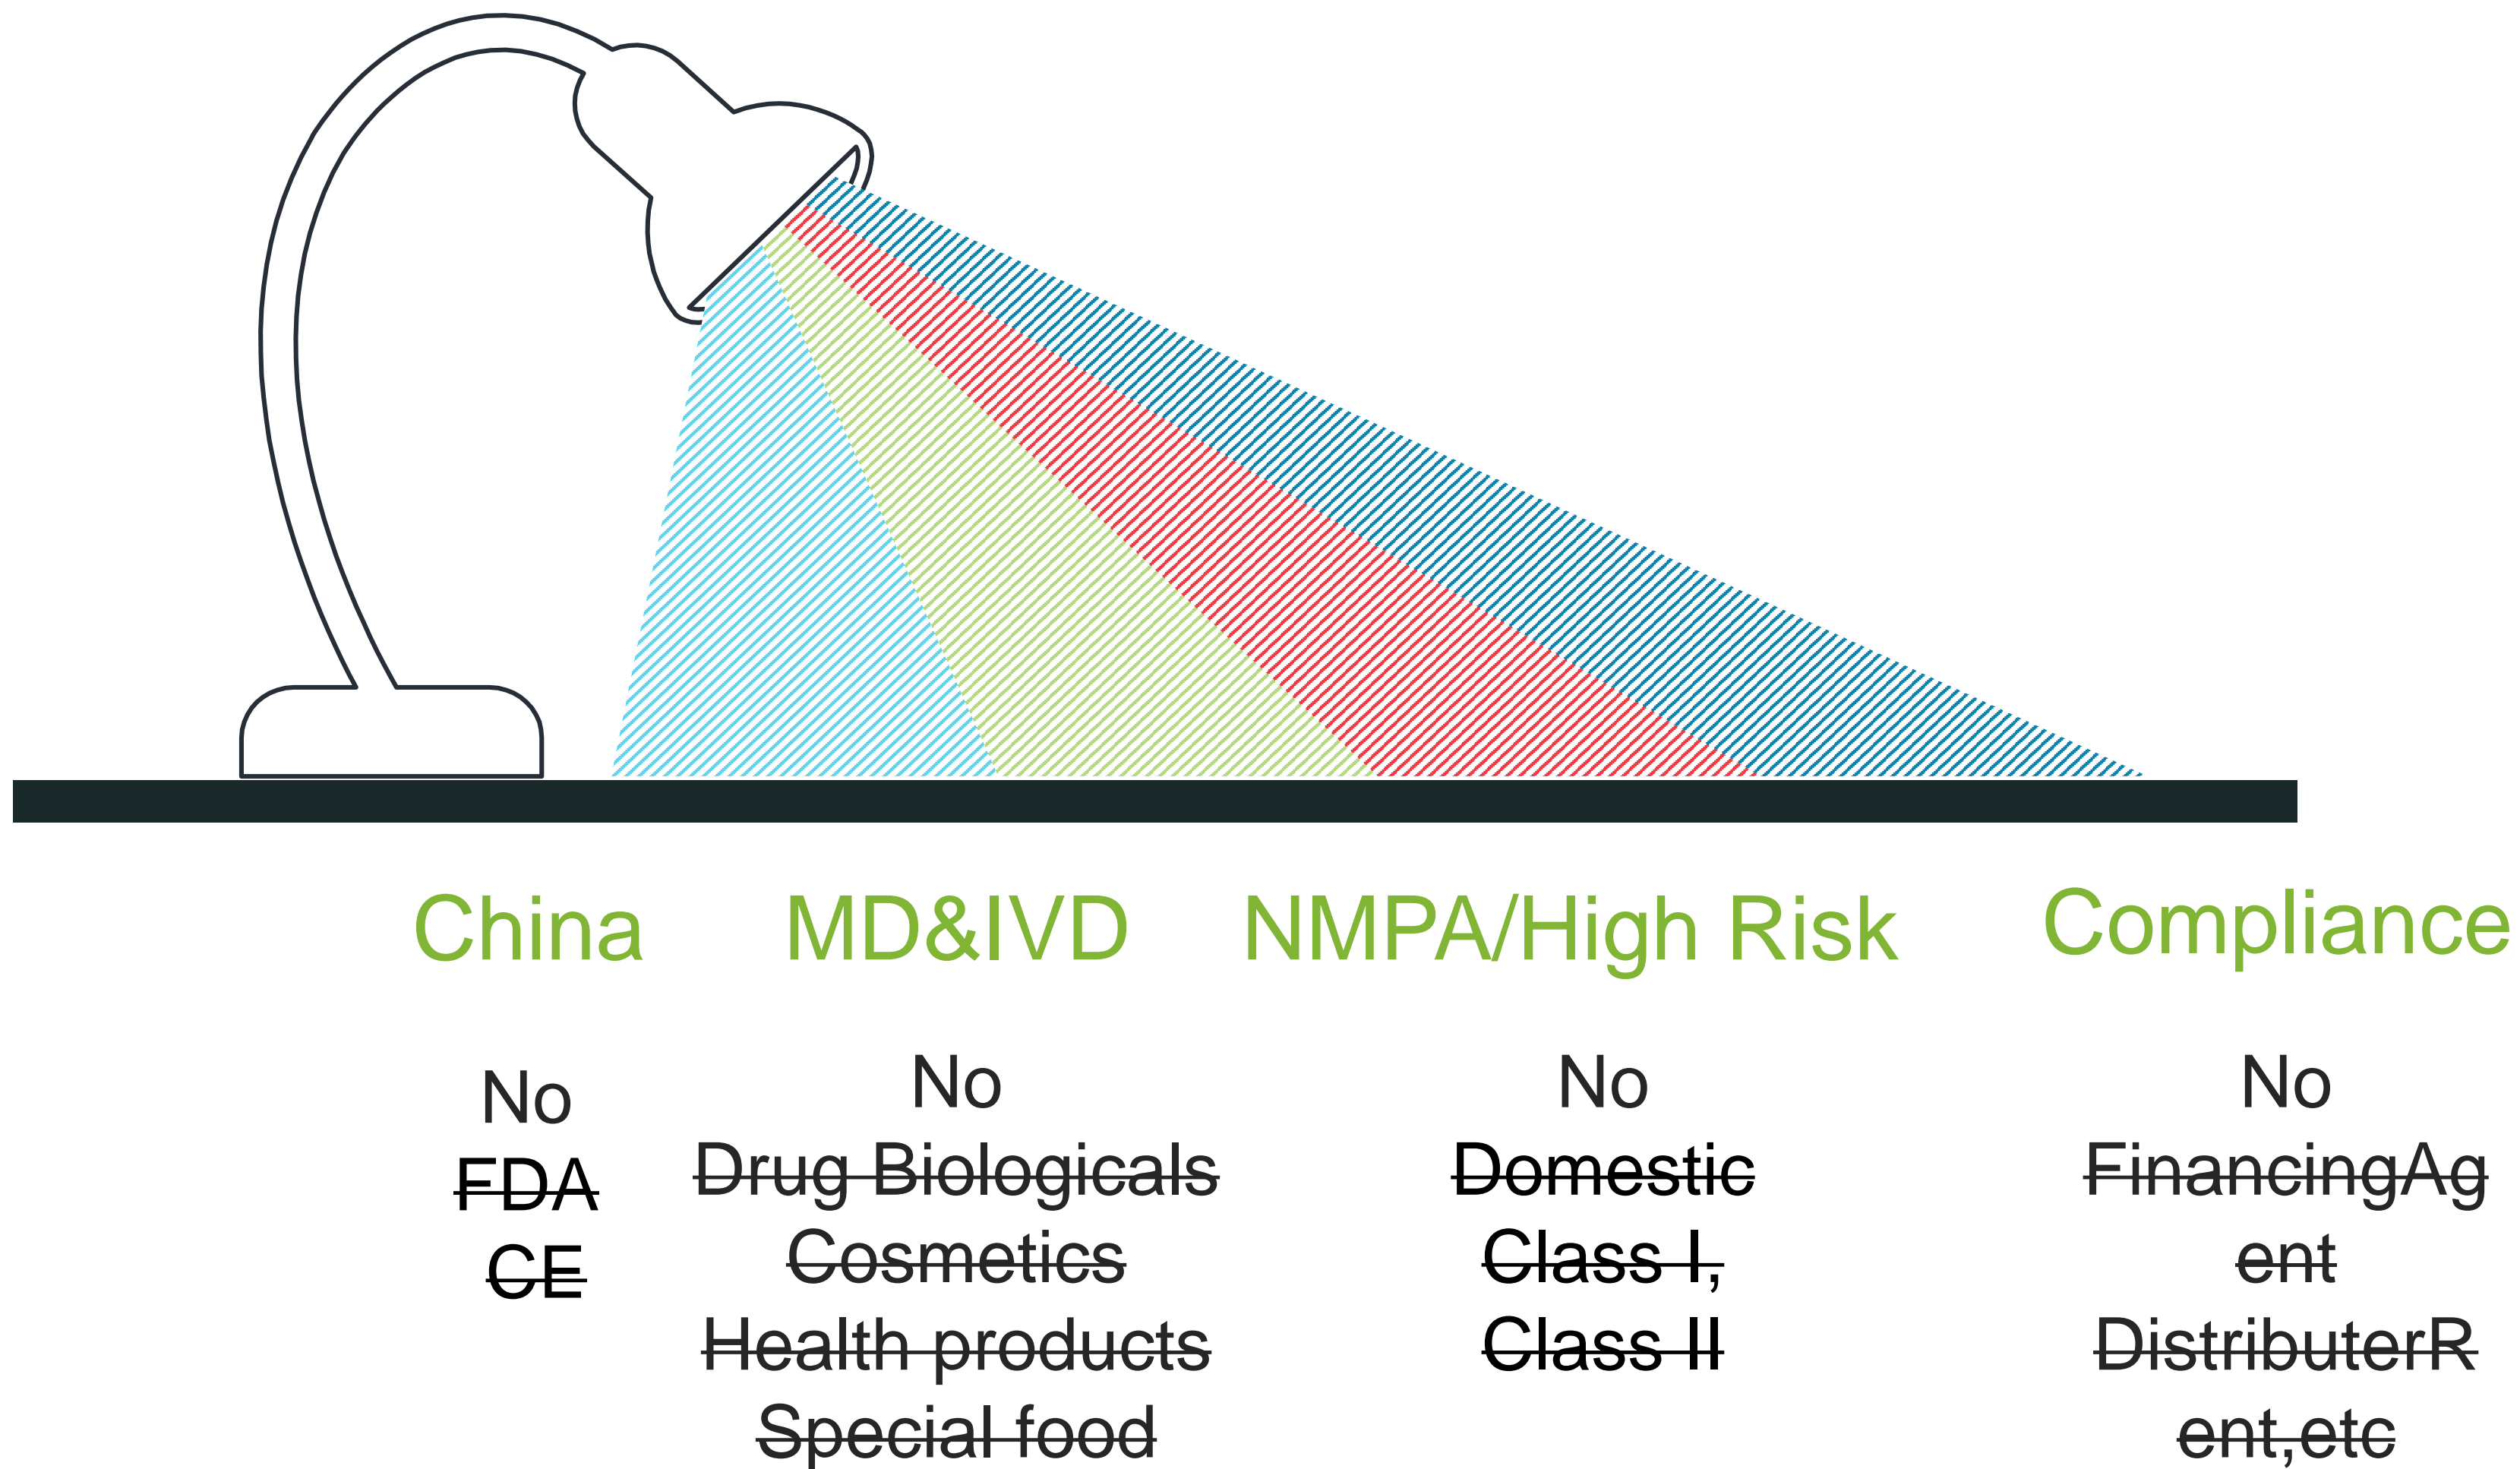 China
MD&IVD
NMPA/High Risk
Compliance
No
FDA
CE
No
Drug Biologicals
Cosmetics
Health products
Special food
No
Domestic
Class I,
Class II
No
FinancingAg
ent
DistributerR
ent,etc